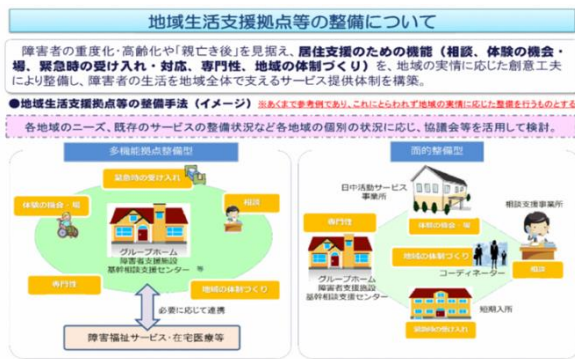 地域生活支援拠点等の整備について
障害者の重度化・高齢化や「親亡き後」を見据え、居住支援のための機能（相談、体験の機会・
場、緊急時の受け入れ・対応、専門性、地域の体制づくり）を、地域の実情に応じた創意工夫
により整備し、障害者の生活を地域全体で支えるサービス提供体制を構築。
●地域生活支援拠点等の整備手法（イメージ）※あくまで参考例であり、これにとらわれず地域の実情に応じた整備を行うものとする。
各地域のニーズ、既存のサービスの整備状況など各地域の個別の状況に応じ、協議会等を活用して検討。
多機能拠点整備型
緊急時の受け入れ
体験の機会・場
相談
グループホーム
障害者支援施設
基幹相談支援センター 等
専門性
地域の体制づくり
必要に応じて連携
障害福祉サービス・在宅医療等
面的整備型
日中活動サービス
事業所
相談支援事業所
専門性
体験の機会・場
地域の体制づくり
コーディネーター
相談
グループホーム
障害者支援施設
基幹相談支援センター
短期入所
緊急時の受け入れ